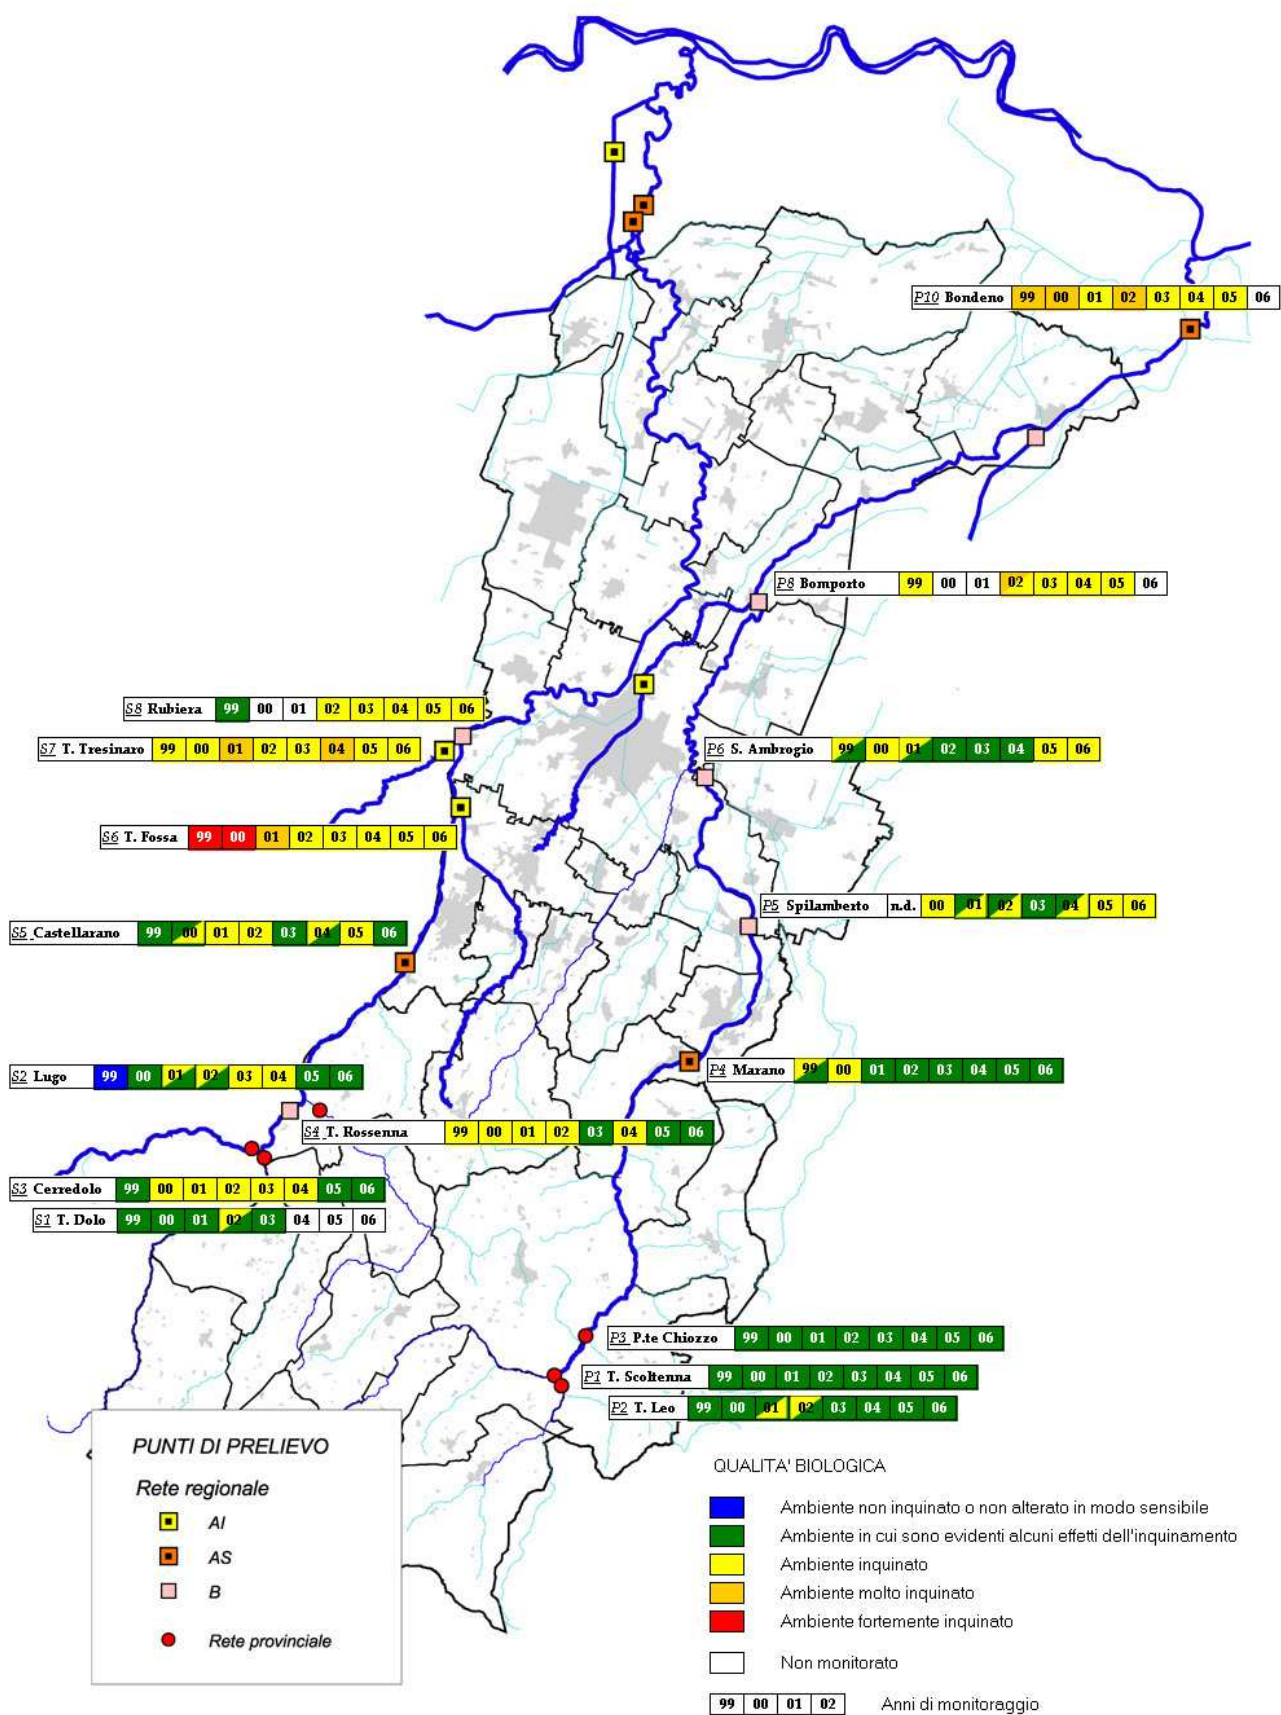 P10 Bondeno 99 00 01 02 03 04 05 06
P8 Bomporto 99 00 01 02 03 04 05 06
S8 Rubiera 99 00 01 02 03 04 05 06
S7 T. Tresinaro 99 00 01 02 03 04 05 06
P6 S. Ambrogio 99 00 01 02 03 04 05 06
S6 T. Fossa 99 00 01 02 03 04 05 06
P5 Spilamberto n.d. 00 01 02 03 04 05 06
S5 Castellarano 99 00 01 02 03 04 05 06
P4 Marano 99 00 01 02 03 04 05 06
S2 Lugo 99 00 01 02 03 04 05 06
S4 T. Rossenna 99 00 01 02 03 04 05 06
S3 Cerredolo 99 00 01 02 03 04 05 06
S1 T. Dolo 99 00 01 02 03 04 05 06
P3 P.te Chiozzo 99 00 01 02 03 04 05 06
P1 T. Scoltenna 99 00 01 02 03 04 05 06
P2 T. Leo 99 00 01 02 03 04 05 06
PUNTI DI PRELIEVO
Rete regionale
AI
AS
B
Rete provinciale
QUALITA' BIOLOGICA
Ambiente non inquinato o non alterato in modo sensibile
Ambiente in cui sono evidenti alcuni effetti dell'inquinamento
Ambiente inquinato
Ambiente molto inquinato
Ambiente fortemente inquinato
Non monitorato
99 00 01 02 Anni di monitoraggio